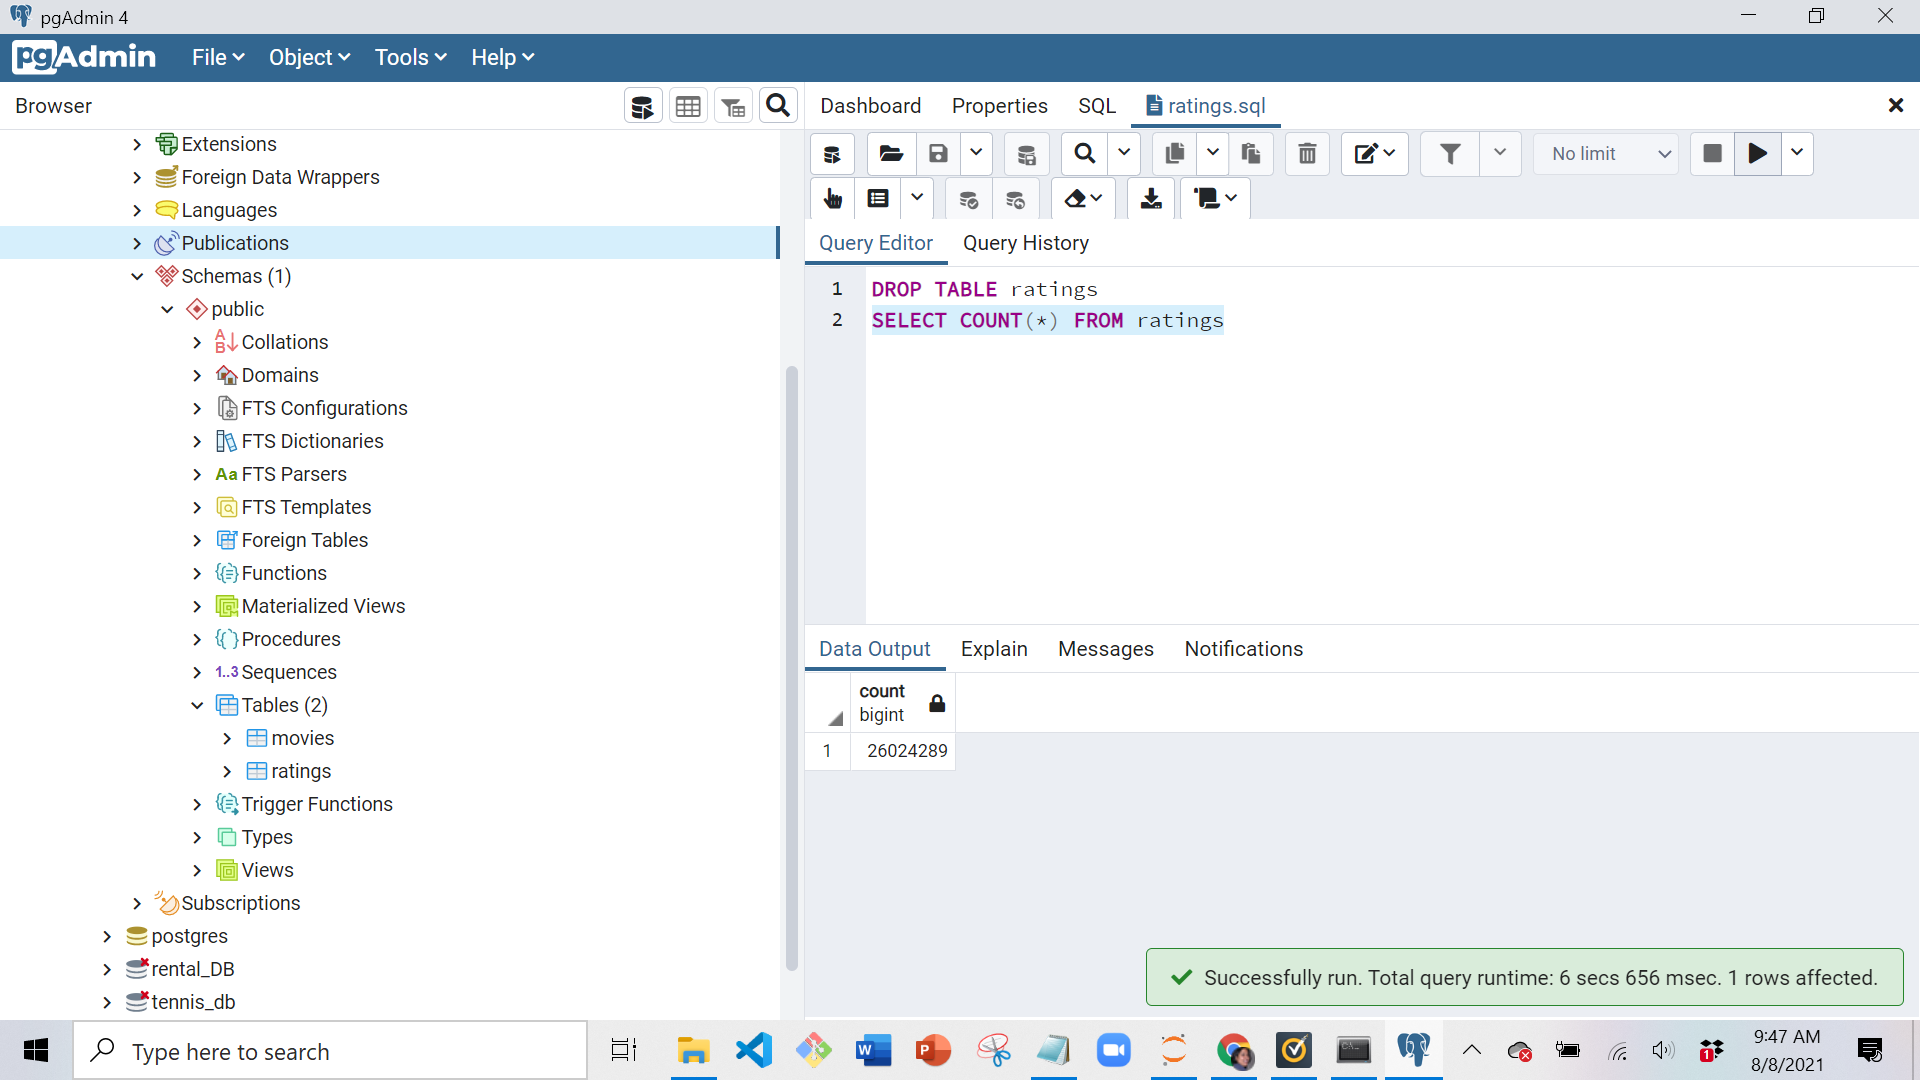 pgAdmin 4
pgAdmin File Object Tools Help
Browser
Dashboard Properties SQL ratings.sql
No limit
Query Editor Query History
1 DROP TABLE ratings
2 SELECT COUNT(*) FROM ratings
Extensions
Foreign Data Wrappers
Languages
Publications
Schemas (1)
public
Collations
Domains
FTS Configurations
FTS Dictionaries
Aa FTS Parsers
FTS Templates
Foreign Tables
Functions
Materialized Views
Procedures
1..3 Sequences
Tables (2)
movies
ratings
Trigger Functions
Types
Views
Subscriptions
postgres
rental_DB
tennis_db
Data Output Explain Messages Notifications
count
bigint
1 26024289
Successfully run. Total query runtime: 6 secs 656 msec. 1 rows affected.
Type here to search
9:47 AM
8/8/2021